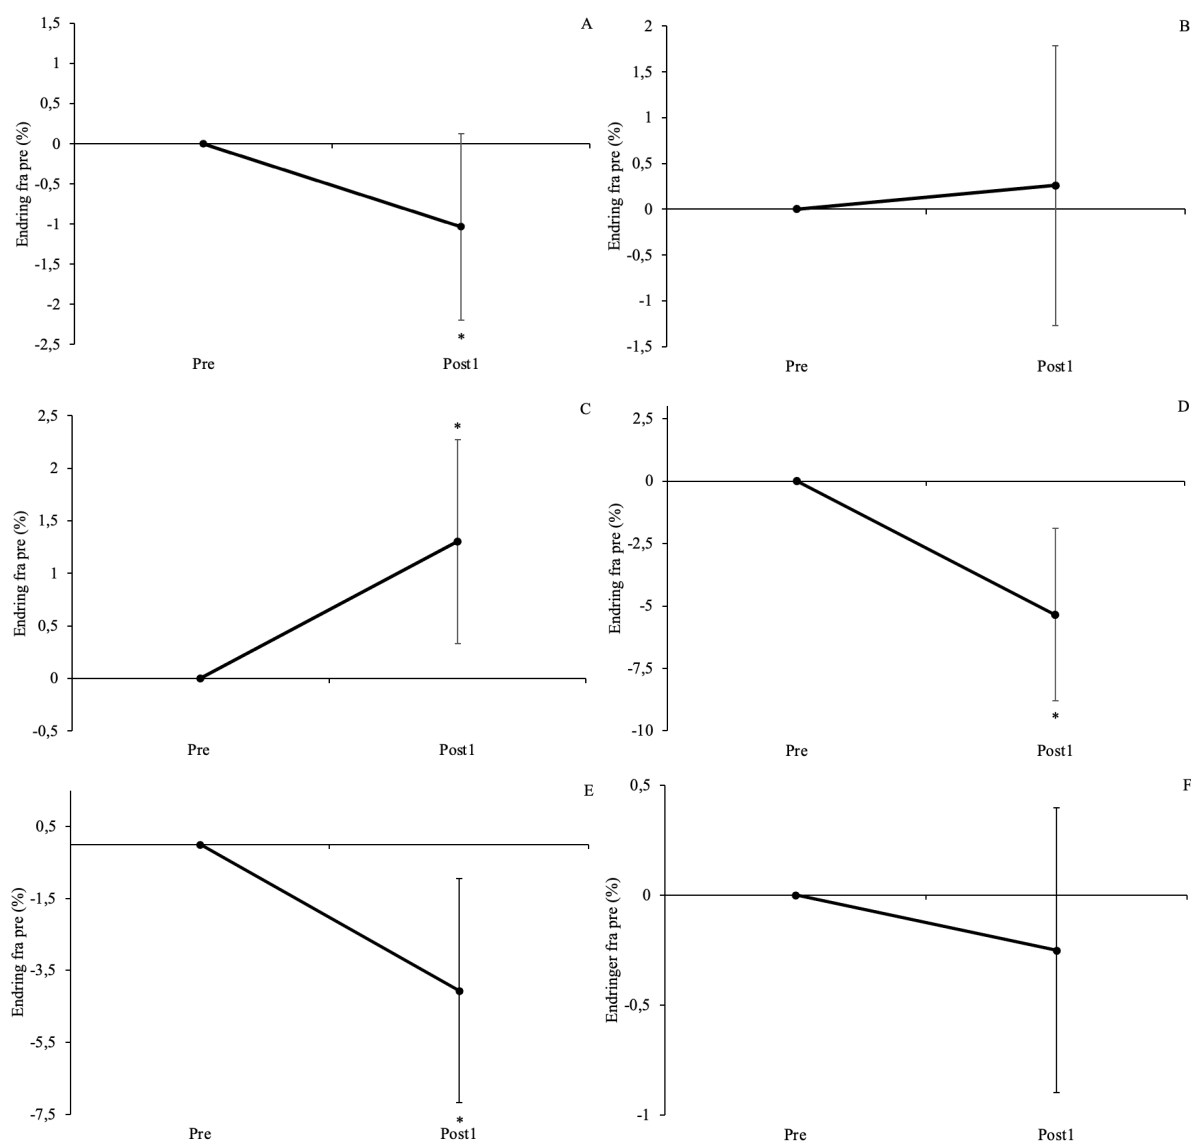 A
Endring fra pre (%)
1,5
1
0,5
0
-0,5
-1
-1,5
-2
-2,5
*
Pre
Post1
B
Endring fra pre (%)
2
1,5
1
0,5
0
-0,5
-1
-1,5
Pre
Post1
C
Endring fra pre (%)
2,5
2
1,5
1
0,5
0
-0,5
*
Pre
Post1
D
Endring fra pre (%)
2,5
0
-2,5
-5
-7,5
-10
*
Pre
Post1
E
Endring fra pre (%)
0,5
-1,5
-3,5
-5,5
-7,5
*
Pre
Post1
F
Endringer fra pre (%)
0,5
0
-0,5
-1
Pre
Post1